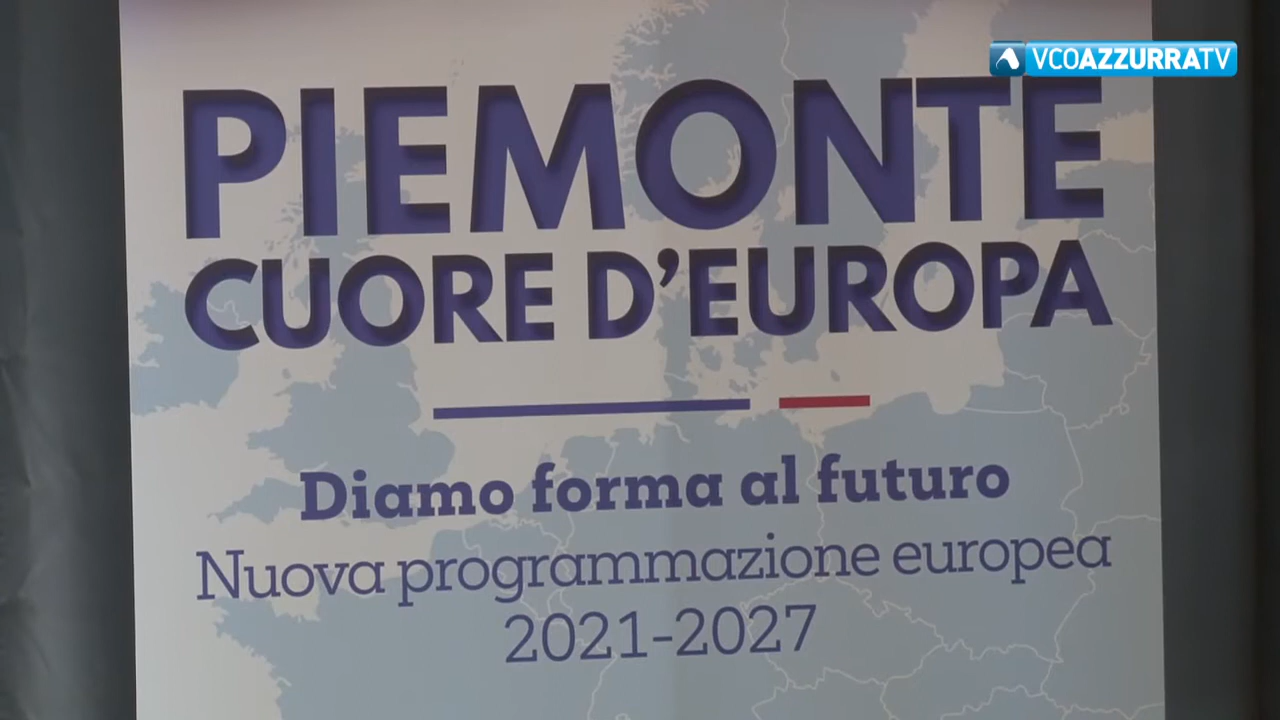 VCOAZZURRATV
PIEMONTE
CUORE D'EUROPA
Diamo forma al futuro
Nuova programmazione europea
2021-2027